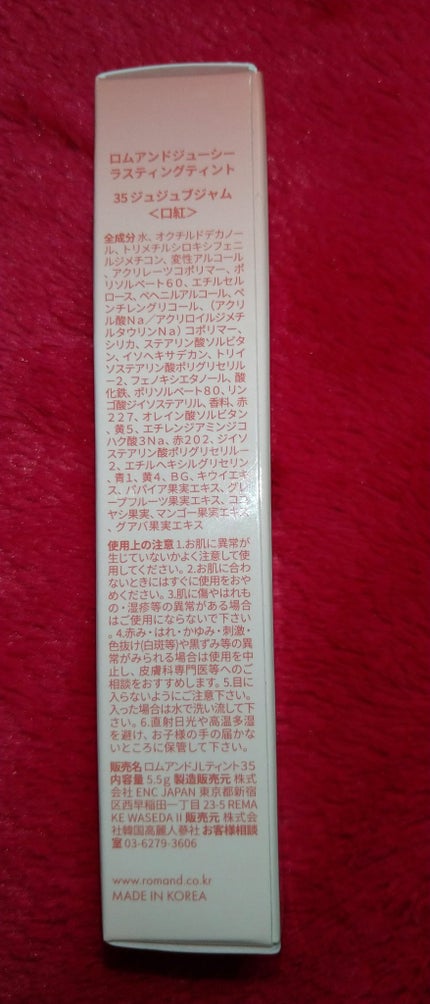 ロムアンドジューシー
ラスティングティント
35 ジュジュブジャム
＜口紅＞
全成分 水、オクチルドデカノー
ル、トリメチルシロキシフェニ
ルジメチコン、変性アルコール
、アクリレーツコポリマー、ポ
リソルベート６０、エチルセル
ロース、ベヘニルアルコール、ペ
ンチレングリコール、（アクリ
ル酸Ｎａ／アクリロイルジメチ
ルタウリンＮａ）コポリマー、
シリカ、ステアリン酸ソルビタ
ン、イソヘキサデカン、トリイ
ソステアリン酸ポリグリセリル
－２、フェノキシエタノール、酸
化鉄、ポリソルベート８０、リン
ゴ酸ジイソステアリル、香料、赤
２２７、オレイン酸ソルビタン
、黄５、エチレンジアミンジコ
ハク酸３Ｎａ、赤２０２、ジイソ
ステアリン酸ポリグリセリル－
２、エチルヘキシルグリセリン
、青１、黄４、ＢＧ、キウイエキ
ス、パパイア果実エキス、グレ
ープフルーツ果実エキス、ココ
ヤシ果実、マンゴー果実エキス
、グアバ果実エキス
使用上の注意 1.お肌に異常が
生じていないかよく注意して使
用してください。2.お肌に合わ
ないときにはすぐに使用をおや
めください。3.肌に傷やはれも
の・湿疹等の異常がある場合
はご使用にならないで下さい
。4.赤み・はれ・かゆみ・刺激・
色抜け(白斑等)や黒ずみ等の異
常がみられる場合は使用を中
止し、皮膚科専門医等へのご
相談をおすすめします。5.目に
入らないようにご注意下さい。
入った場合は水で洗い流して下
さい。6.直射日光や高温多湿
を避け、お子様の手の届かな
いところに保管して下さい。
販売名 ロムアンドJLティント35
内容量 5.5g 製造販売元 株式
会社 ENC JAPAN 東京都新宿
区西早稲田一丁目 23-5 REMA
KE WASEDA II 販売元 株式会
社韓国高麗人蔘社 お客様相談
室 03-6279-3606
www.romand.co.kr
MADE IN KOREA